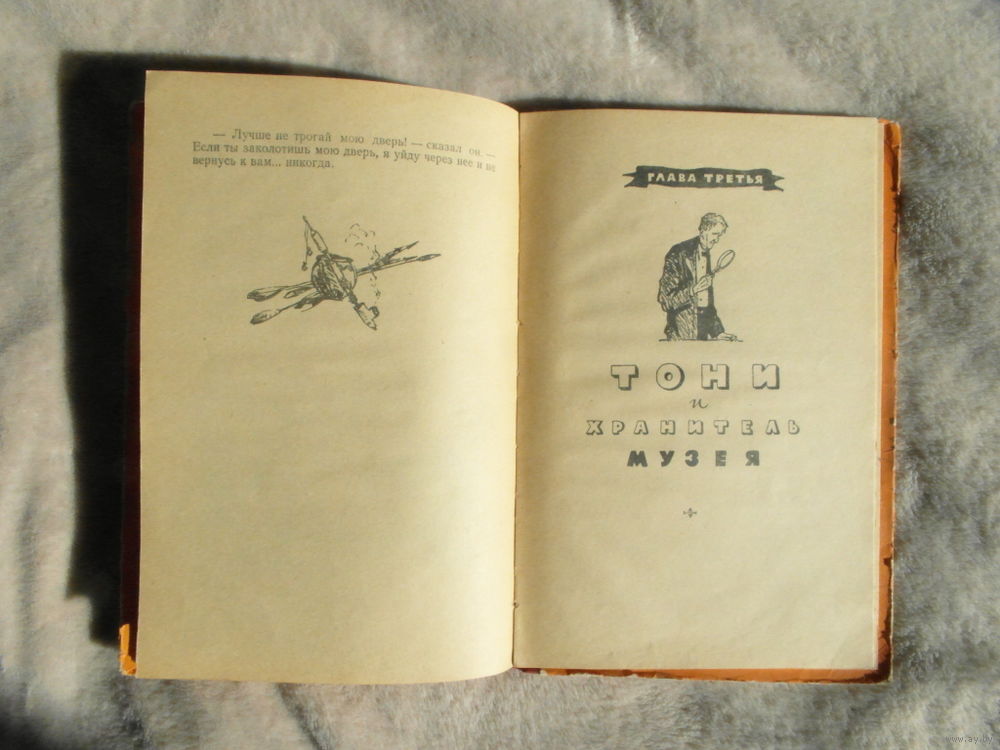 — Лучше не трогай мою дверь! — сказал он. —
Если ты заколотишь мою дверь, я уйду через нее и не
вернусь к вам... никогда.
ГЛАВА ТРЕТЬЯ
ТОНИ
и
ХРАНИТЕЛЬ
МУЗЕЯ
www.ay.by